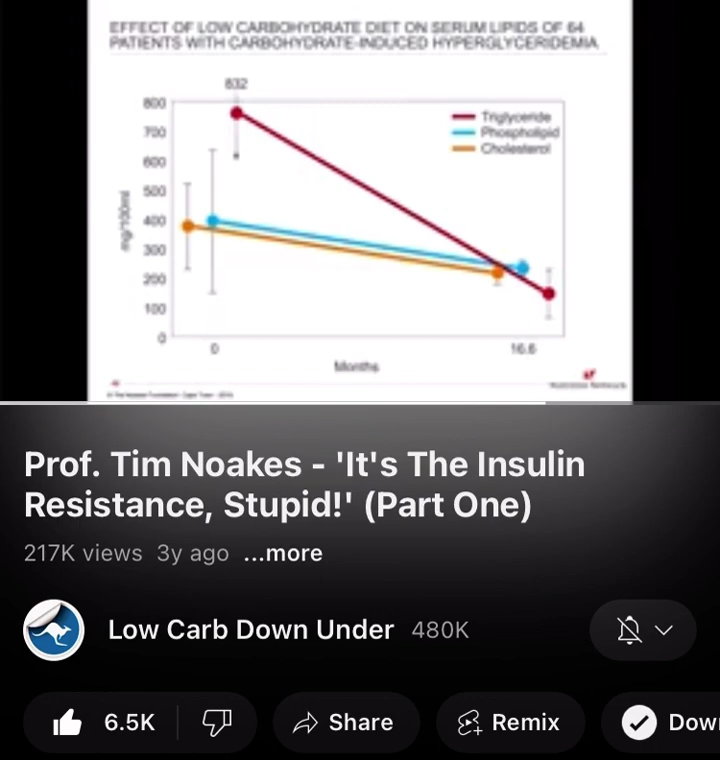 EFFECT OF LOW CARBOHYDRATE DIET ON SERUM LIPIDS OF 64
PATIENTS WITH CARBOHYDRATE-INDUCED HYPERGLYCERIDEMIA
832
800
700
600
500
400
300
200
100
0
mg/100ml
Triglyceride
Phospholipid
Cholesterol
0
16.6
Months
Prof. Tim Noakes - 'It's The Insulin
Resistance, Stupid!' (Part One)
217K views 3y ago ...more
Low Carb Down Under 480K
6.5K
Share
Remix
Down